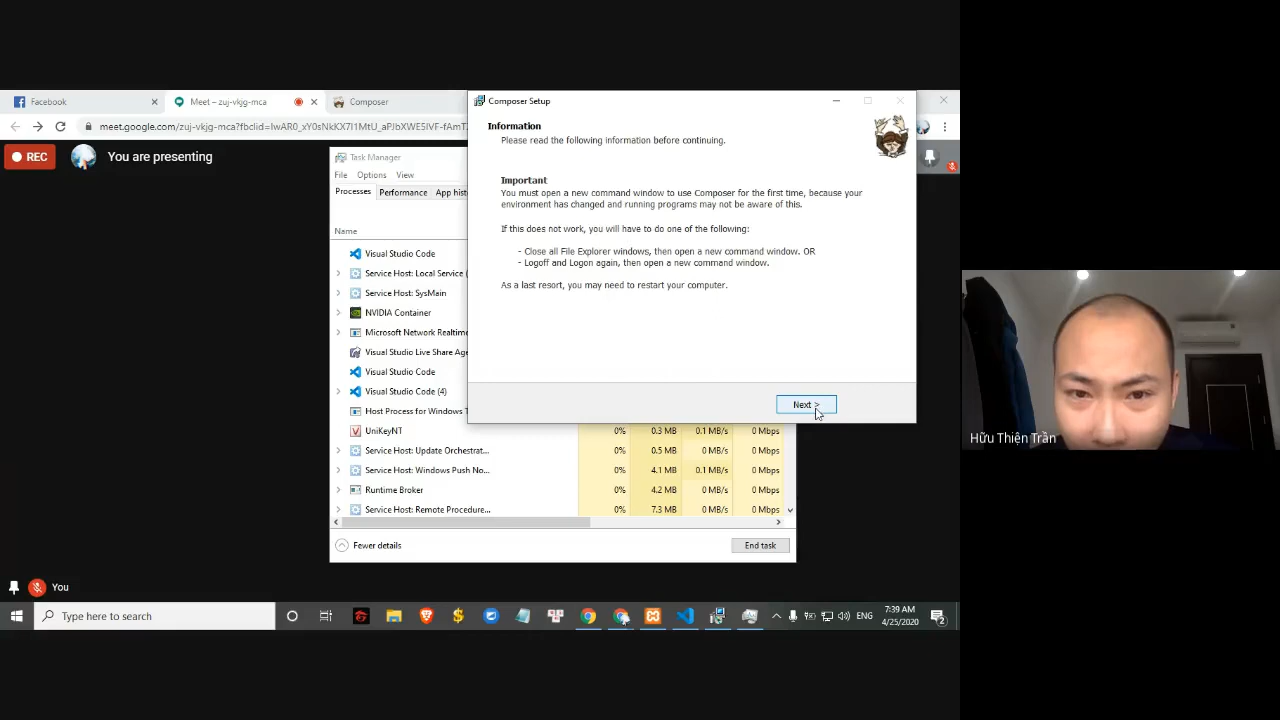 Facebook
Meet – zuj-vkjg-mca
Composer
meet.google.com/zuj-vkjg-mca?fbclid=IwAR0_xY0sNkKX7I1MtU_aPJbXWE5IVF-fAmT
REC
You are presenting
Task Manager
File Options View
Processes Performance App hist
Name
Visual Studio Code
Service Host: Local Service (
Service Host: SysMain
NVIDIA Container
Microsoft Network Realtime
Visual Studio Live Share Age
Visual Studio Code
Visual Studio Code (4)
Host Process for Windows T
UniKeyNT 0% 0.3 MB 0.1 MB/s 0 Mbps
Service Host: Update Orchestrat... 0% 0.5 MB 0 MB/s 0 Mbps
Service Host: Windows Push No... 0% 4.1 MB 0.1 MB/s 0 Mbps
Runtime Broker 0% 4.2 MB 0 MB/s 0 Mbps
Service Host: Remote Procedure... 0% 7.3 MB 0 MB/s 0 Mbps
Fewer details
End task
Composer Setup
Information
Please read the following information before continuing.
Important
You must open a new command window to use Composer for the first time, because your
environment has changed and running programs may not be aware of this.
If this does not work, you will have to do one of the following:
- Close all File Explorer windows, then open a new command window. OR
- Logoff and Logon again, then open a new command window.
As a last resort, you may need to restart your computer.
Next >
You
Type here to search
ENG
7:39 AM
4/25/2020
2
Hữu Thiện Trần